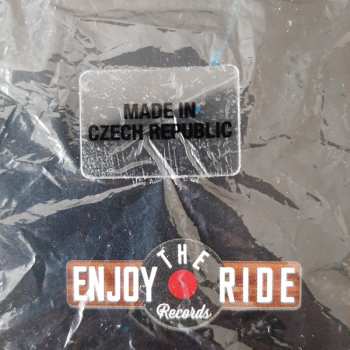 MADE IN
CZECH REPUBLIC
ENJOY THE RIDE
Records